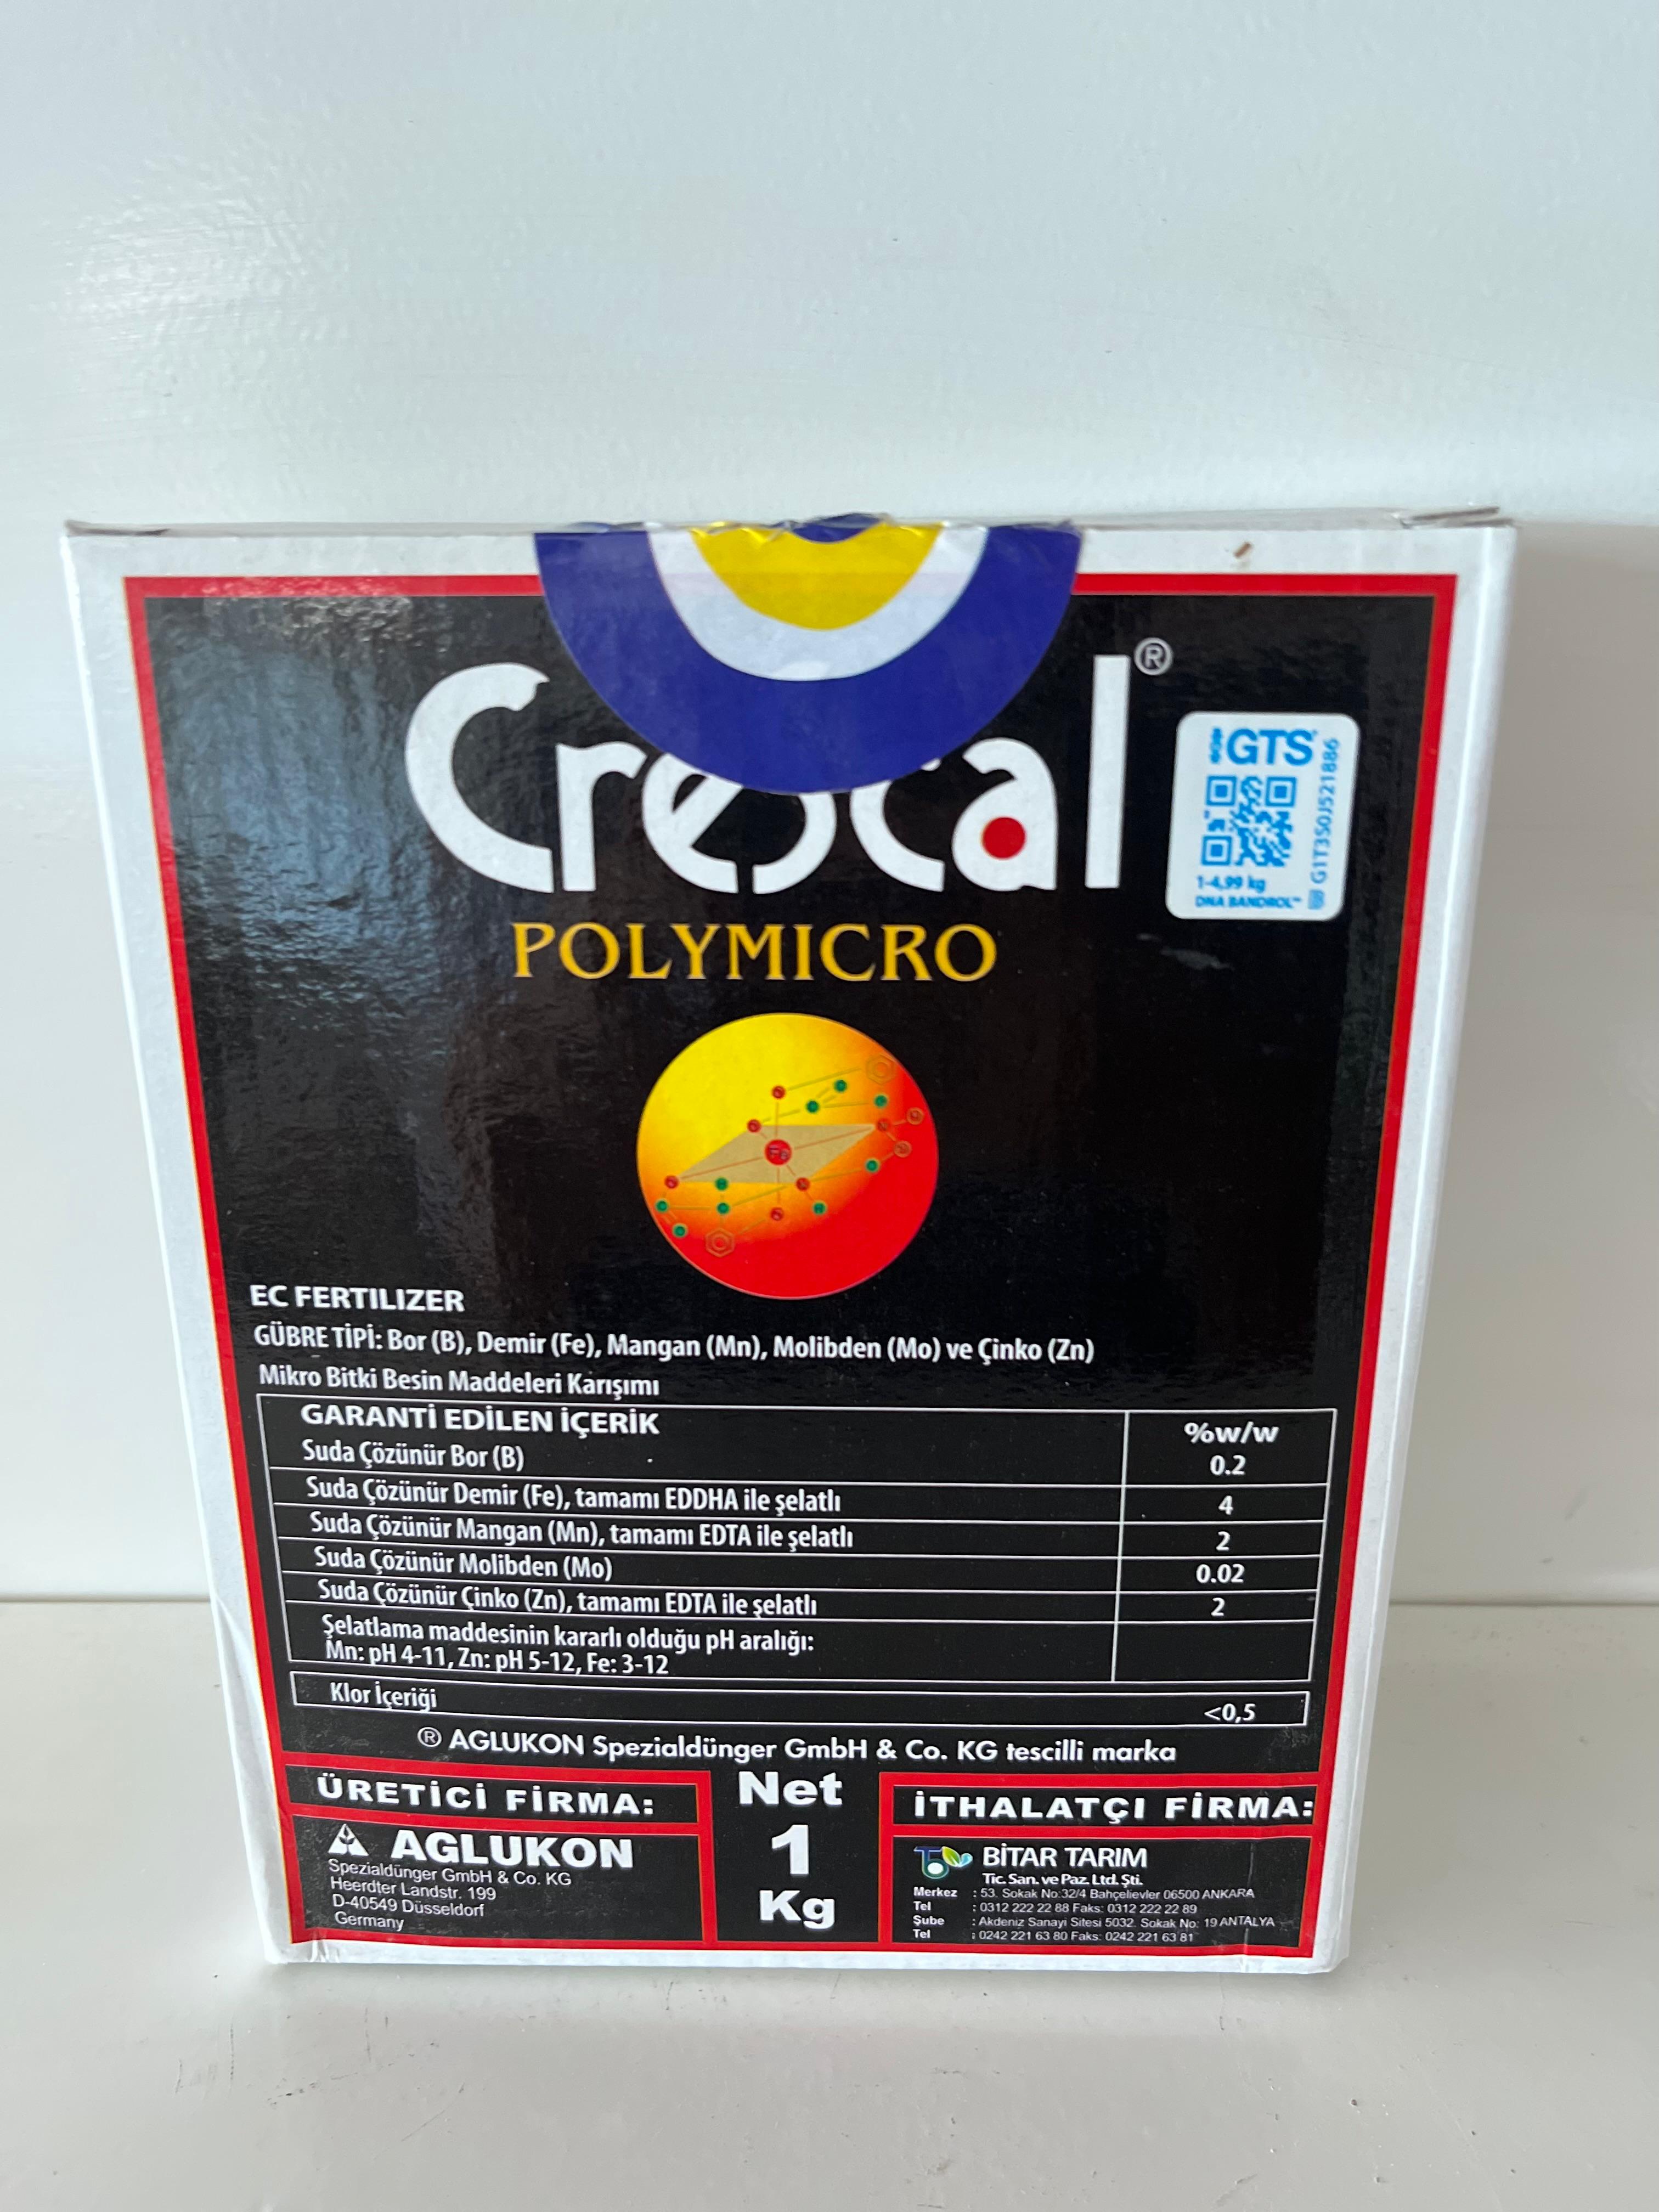 Crescal®
GTS
1-4,99 kg
DNA BANDROL™
G1T3S0J521886
POLYMICRO
Fe
EC FERTILIZER
GÜBRE TİPİ: Bor (B), Demir (Fe), Mangan (Mn), Molibden (Mo) ve Çinko (Zn)
Mikro Bitki Besin Maddeleri Karışımı
GARANTİ EDİLEN İÇERİK %w/w
Suda Çözünür Bor (B) 0.2
Suda Çözünür Demir (Fe), tamamı EDDHA ile şelatlı 4
Suda Çözünür Mangan (Mn), tamamı EDTA ile şelatlı 2
Suda Çözünür Molibden (Mo) 0.02
Suda Çözünür Çinko (Zn), tamamı EDTA ile şelatlı 2
Şelatlama maddesinin kararlı olduğu pH aralığı:
Mn: pH 4-11, Zn: pH 5-12, Fe: 3-12
Klor İçeriği <0,5
® AGLUKON Spezialdünger GmbH & Co. KG tescilli marka
ÜRETİCİ FİRMA:
AGLUKON
Spezialdünger GmbH & Co. KG
Heerdter Landstr. 199
D-40549 Düsseldorf
Germany
Net
1
Kg
İTHALATÇI FİRMA:
BİTAR TARIM
Tic. San. ve Paz. Ltd. Şti.
Merkez : 53. Sokak No:32/4 Bahçelievler 06500 ANKARA
Tel : 0312 222 22 88 Faks: 0312 222 22 89
Şube : Akdeniz Sanayi Sitesi 5032. Sokak No: 19 ANTALYA
Tel : 0242 221 63 80 Faks: 0242 221 63 81